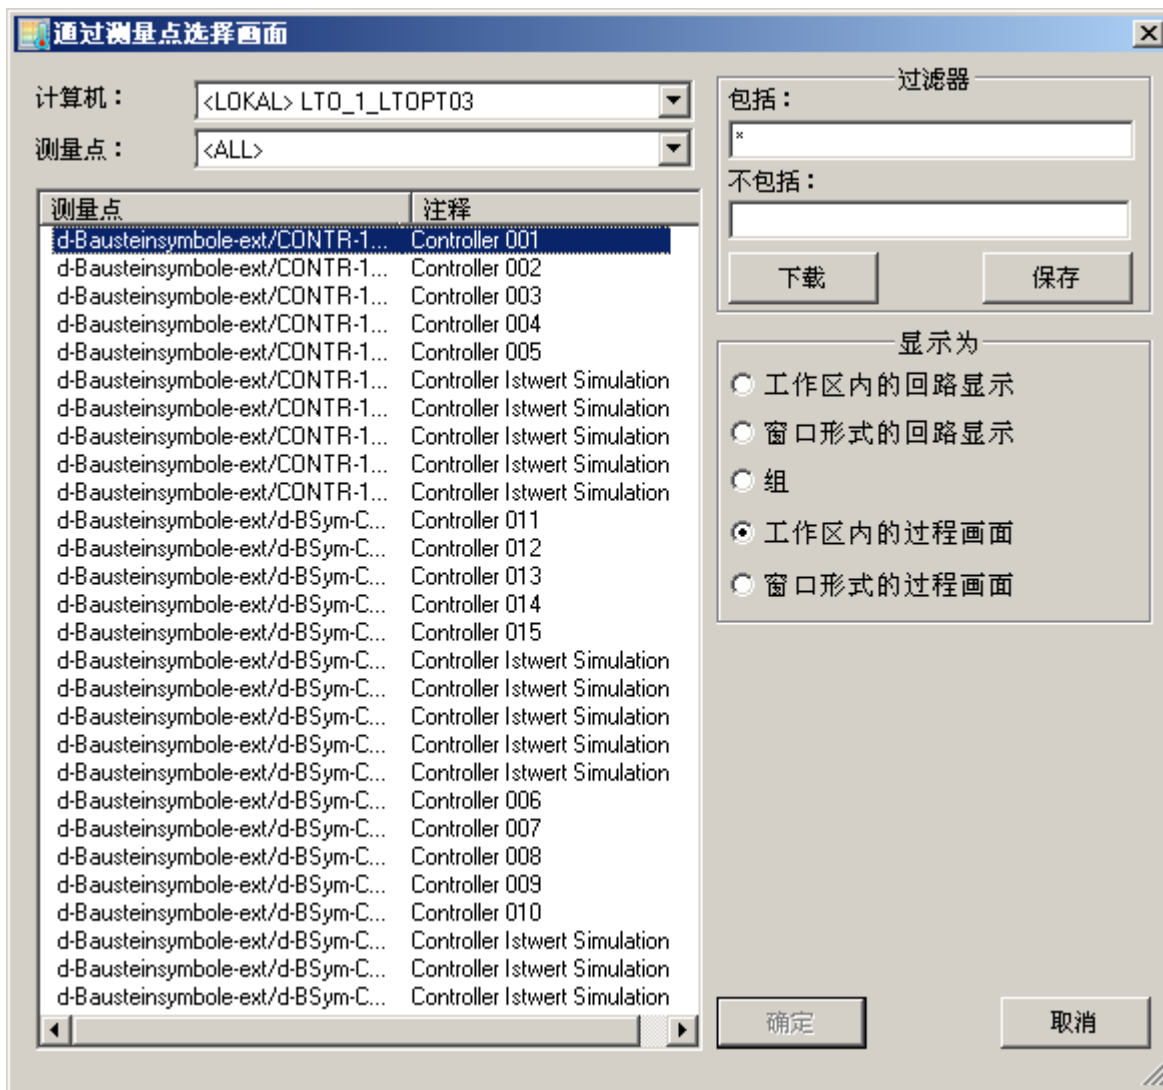 通过测量点选择画面
计算机：
<LOKAL> LTO_1_LTOPT03
测量点：
<ALL>
测量点 注释
d-Bausteinsymbole-ext/CONTR-1... Controller 001
d-Bausteinsymbole-ext/CONTR-1... Controller 002
d-Bausteinsymbole-ext/CONTR-1... Controller 003
d-Bausteinsymbole-ext/CONTR-1... Controller 004
d-Bausteinsymbole-ext/CONTR-1... Controller 005
d-Bausteinsymbole-ext/CONTR-1... Controller Istwert Simulation
d-Bausteinsymbole-ext/CONTR-1... Controller Istwert Simulation
d-Bausteinsymbole-ext/CONTR-1... Controller Istwert Simulation
d-Bausteinsymbole-ext/CONTR-1... Controller Istwert Simulation
d-Bausteinsymbole-ext/CONTR-1... Controller Istwert Simulation
d-Bausteinsymbole-ext/d-BSym-C... Controller 011
d-Bausteinsymbole-ext/d-BSym-C... Controller 012
d-Bausteinsymbole-ext/d-BSym-C... Controller 013
d-Bausteinsymbole-ext/d-BSym-C... Controller 014
d-Bausteinsymbole-ext/d-BSym-C... Controller 015
d-Bausteinsymbole-ext/d-BSym-C... Controller Istwert Simulation
d-Bausteinsymbole-ext/d-BSym-C... Controller Istwert Simulation
d-Bausteinsymbole-ext/d-BSym-C... Controller Istwert Simulation
d-Bausteinsymbole-ext/d-BSym-C... Controller Istwert Simulation
d-Bausteinsymbole-ext/d-BSym-C... Controller Istwert Simulation
d-Bausteinsymbole-ext/d-BSym-C... Controller 006
d-Bausteinsymbole-ext/d-BSym-C... Controller 007
d-Bausteinsymbole-ext/d-BSym-C... Controller 008
d-Bausteinsymbole-ext/d-BSym-C... Controller 009
d-Bausteinsymbole-ext/d-BSym-C... Controller 010
d-Bausteinsymbole-ext/d-BSym-C... Controller Istwert Simulation
d-Bausteinsymbole-ext/d-BSym-C... Controller Istwert Simulation
d-Bausteinsymbole-ext/d-BSym-C... Controller Istwert Simulation
过滤器
包括：
*
不包括：
下载
保存
显示为
工作区内的回路显示
窗口形式的回路显示
组
工作区内的过程画面
窗口形式的过程画面
确定
取消